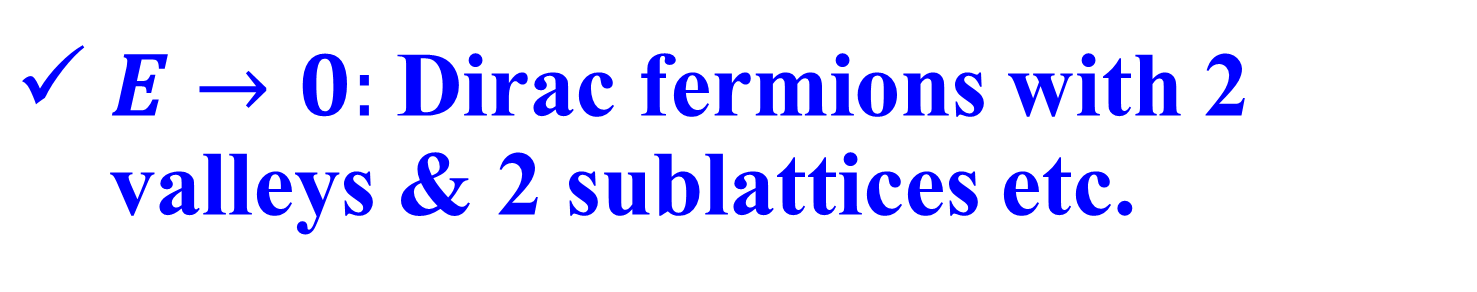 ✓ E → 0: Dirac fermions with 2
valleys & 2 sublattices etc.